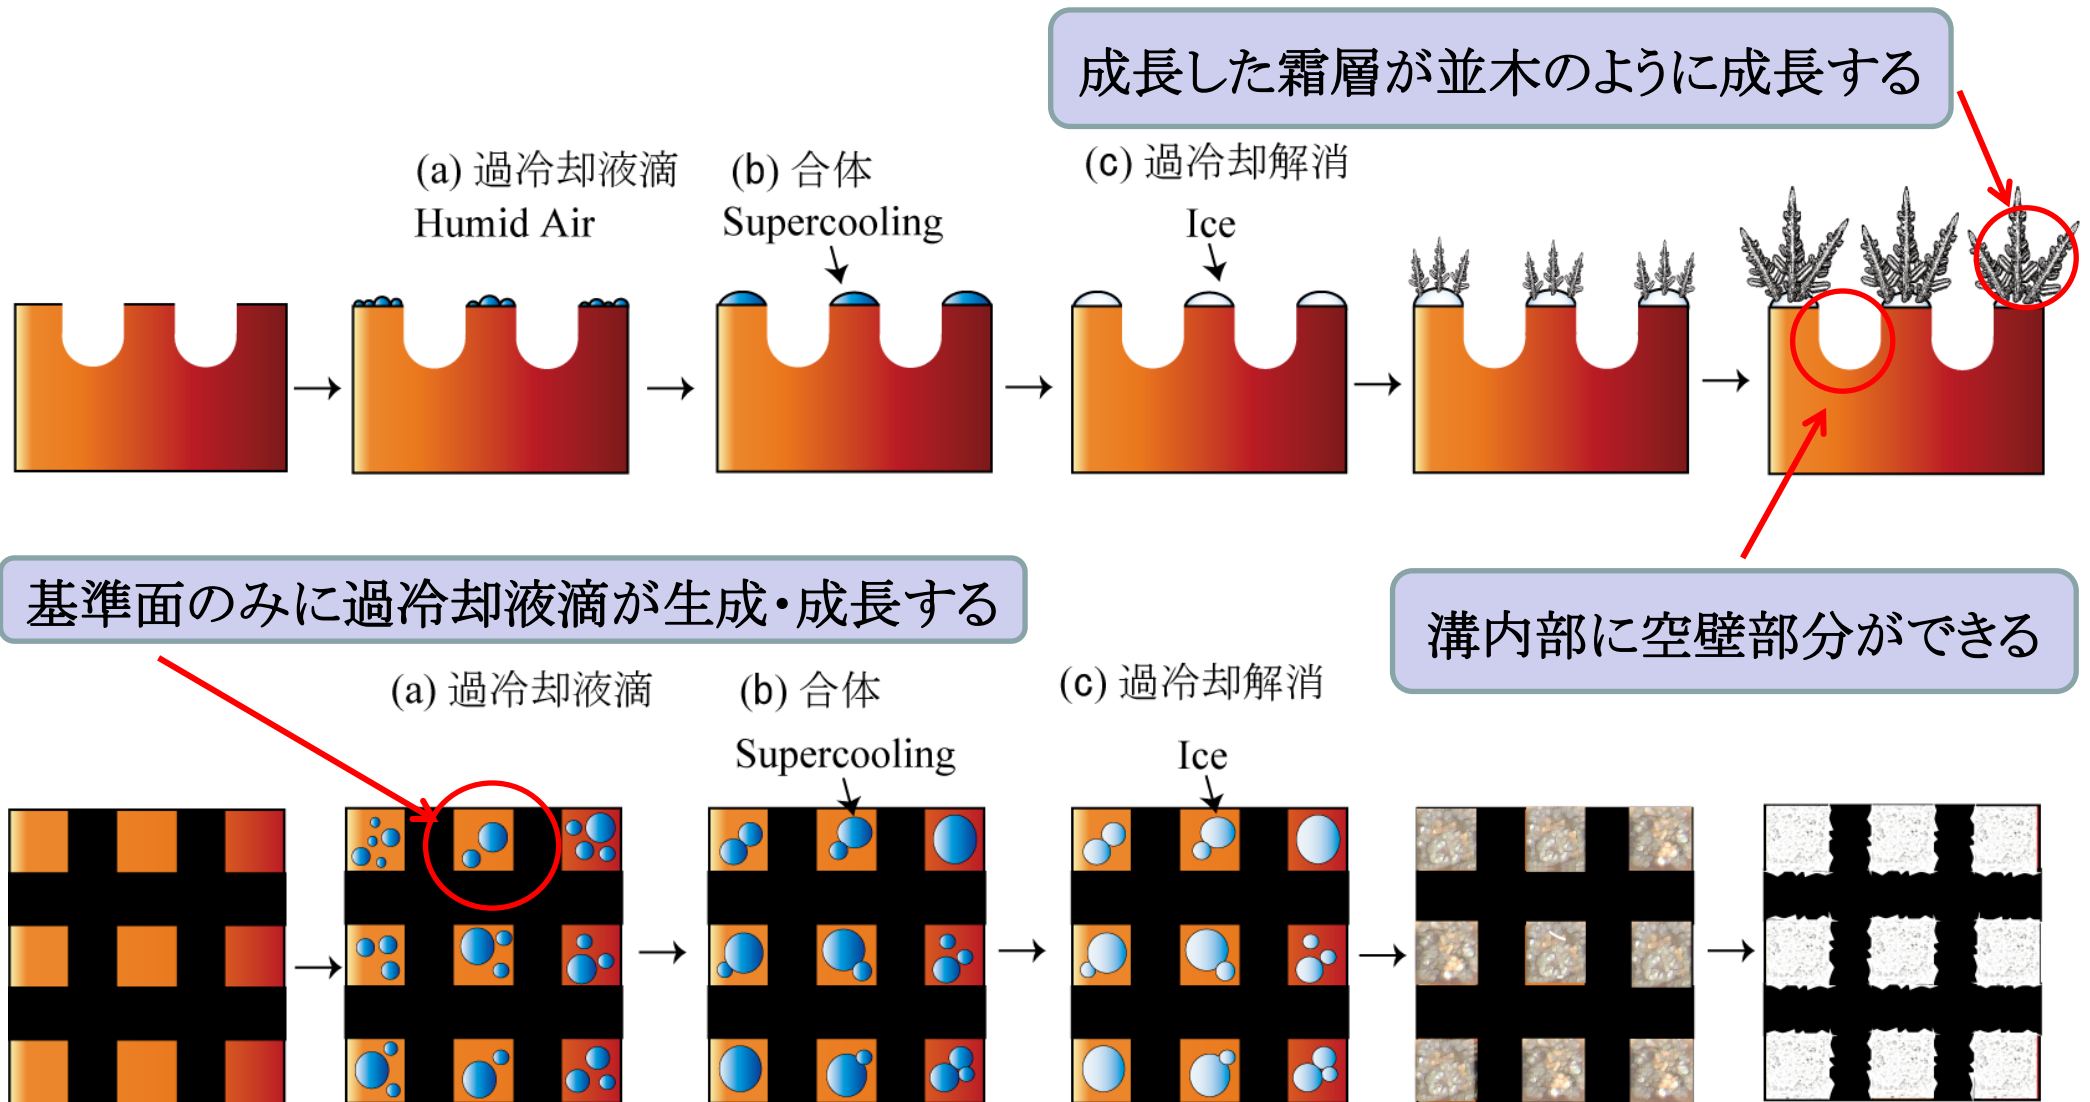 成長した霜層が並木のように成長する
(a) 過冷却液滴
Humid Air
(b) 合体
Supercooling
(c) 過冷却解消
Ice
基準面のみに過冷却液滴が生成・成長する
溝内部に空壁部分ができる
(a) 過冷却液滴
(b) 合体
Supercooling
(c) 過冷却解消
Ice